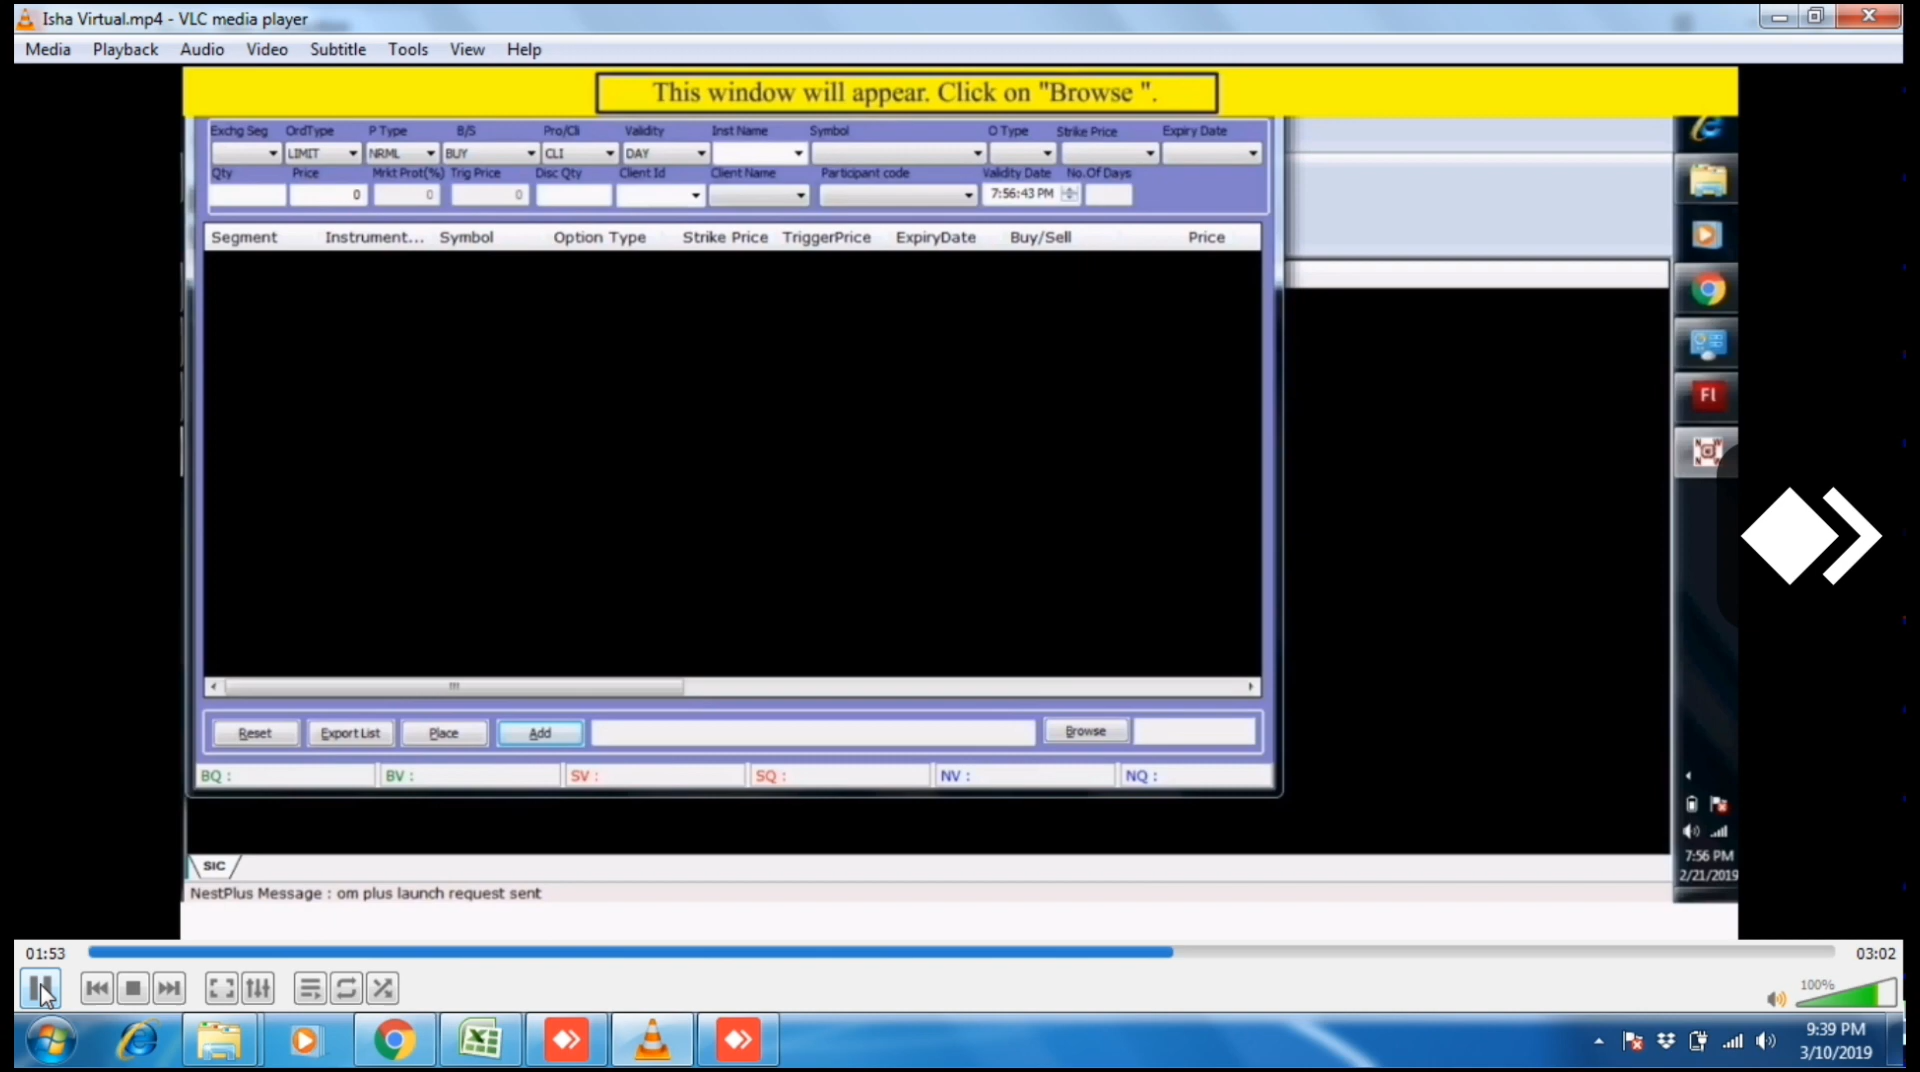 Isha Virtual.mp4 - VLC media player
Media Playback Audio Video Subtitle Tools View Help
This window will appear. Click on "Browse ".
Exchg Seg OrdType P Type B/S Pro/Cli Validity Inst Name Symbol O Type Strike Price Expiry Date
LIMIT NRML BUY CLI DAY
Qty Price Mrkt Prot(%) Trig Price Disc Qty Client Id Client Name Participant code Validity Date No.Of Days
0 0 0 7:56:43 PM
Segment Instrument... Symbol Option Type Strike Price TriggerPrice ExpiryDate Buy/Sell Price
Fl
Reset Export List Place Add Browse
BQ : BV : SV : SQ : NV : NQ :
7:56 PM
2/21/2019
SIC
NestPlus Message : om plus launch request sent
01:53 03:02
100%
9:39 PM
3/10/2019